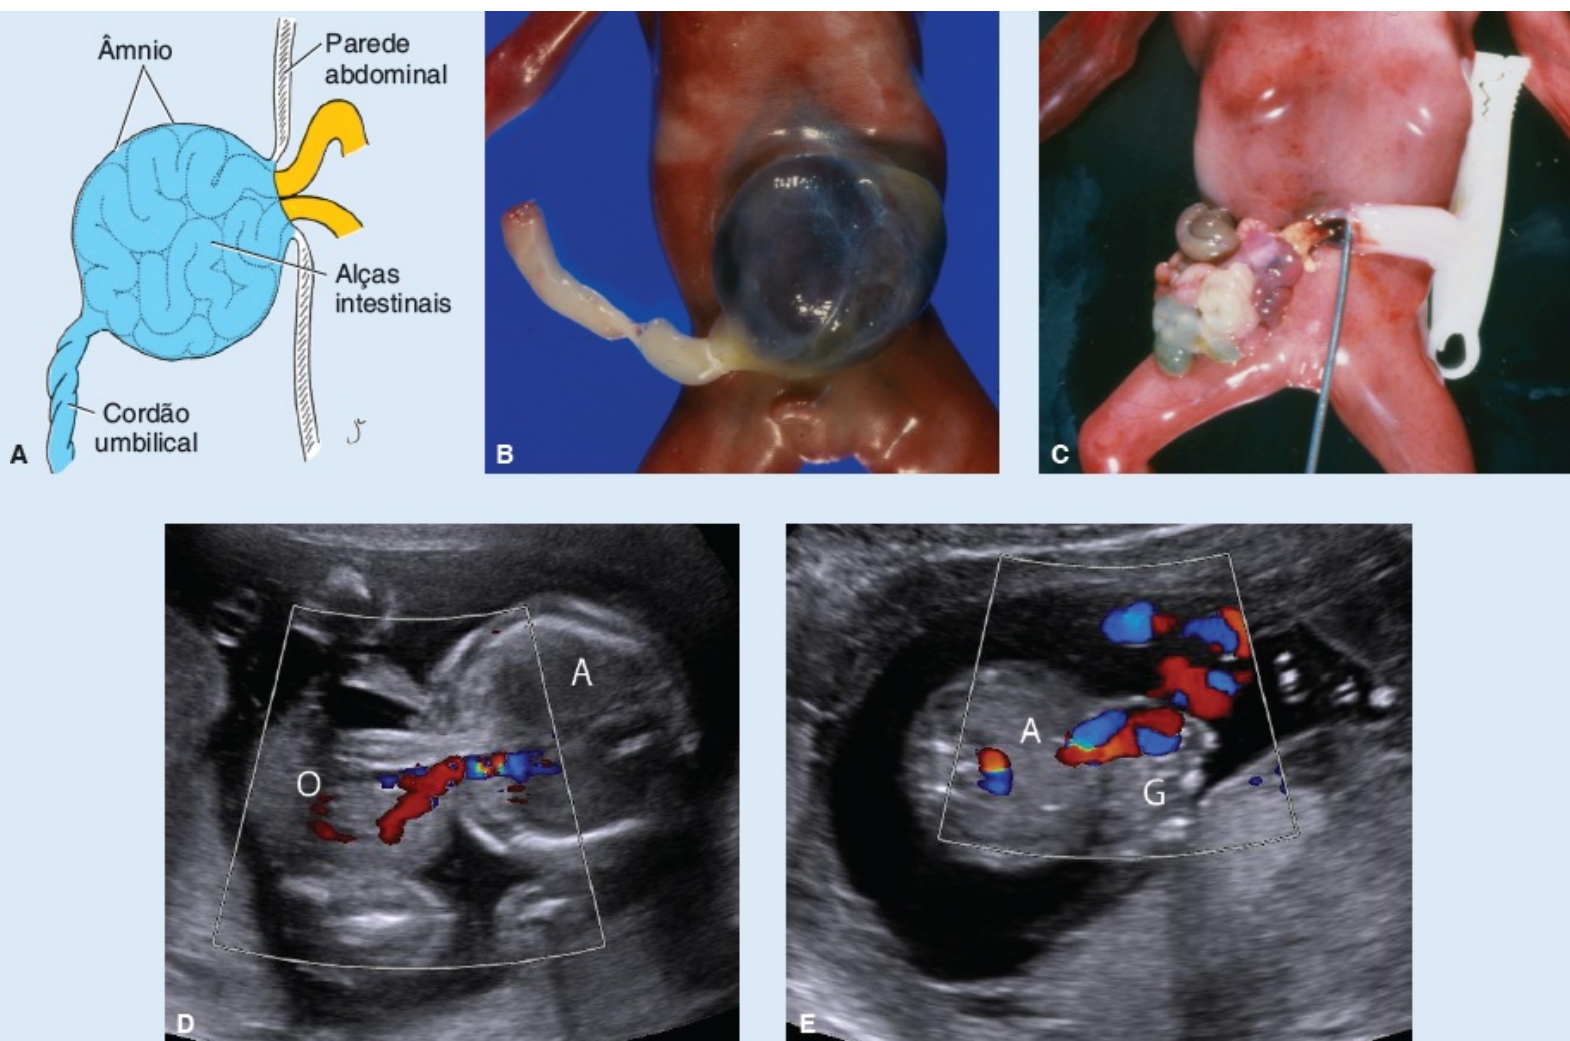 Âmnio
Parede
abdominal
Alças
intestinais
Cordão
umbilical
A
B
C
A
O
D
A
G
E